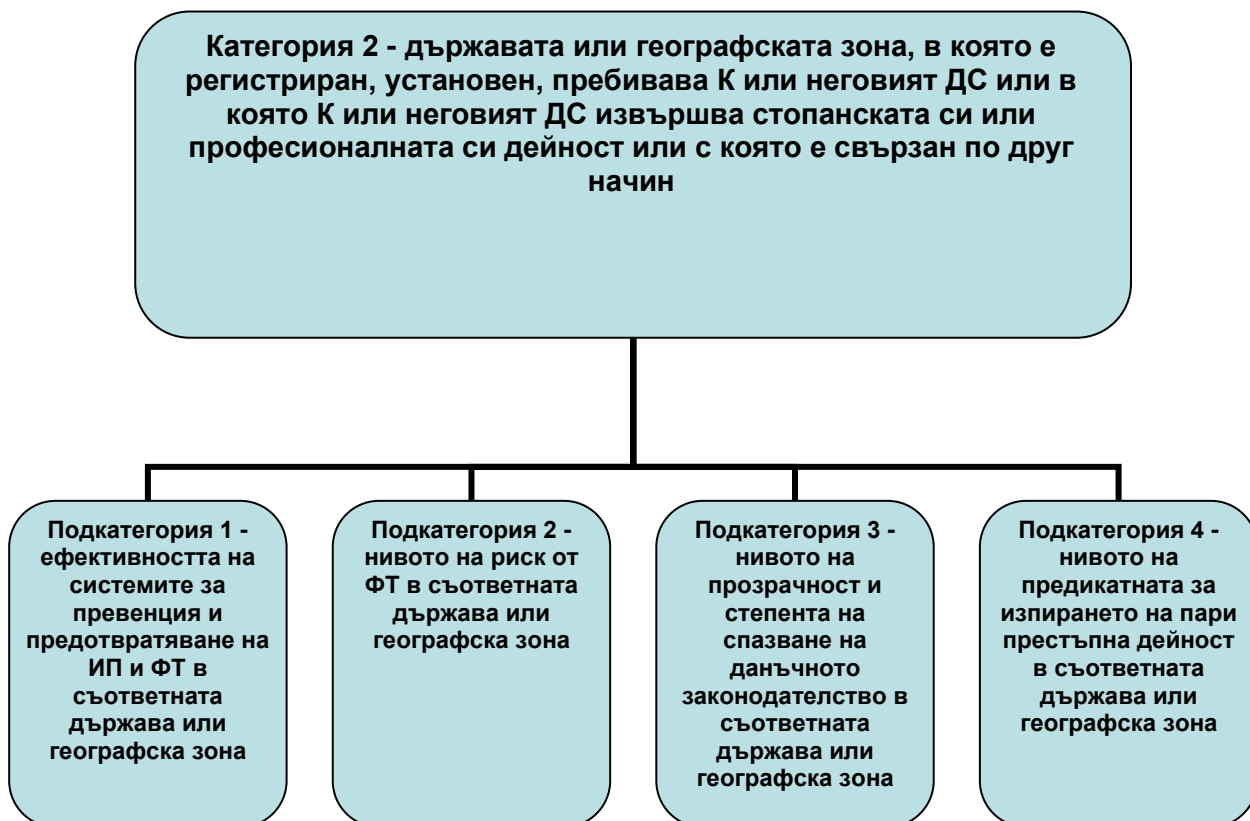 Категория 2 - държавата или географската зона, в която е
регистриран, установен, пребивава К или неговият ДС или в
която К или неговият ДС извършва стопанската си или
професионалната си дейност или с която е свързан по друг
начин
Подкатегория 1 -
ефективността на
системите за
превенция и
предотвратяване на
ИП и ФТ в
съответната
държава или
географска зона
Подкатегория 2 -
нивото на риск от
ФТ в съответната
държава или
географска зона
Подкатегория 3 -
нивото на
прозрачност и
степента на
спазване на
данъчното
законодателство в
съответната
държава или
географска зона
Подкатегория 4 -
нивото на
предикатната за
изпирането на пари
престъпна дейност
в съответната
държава или
географска зона